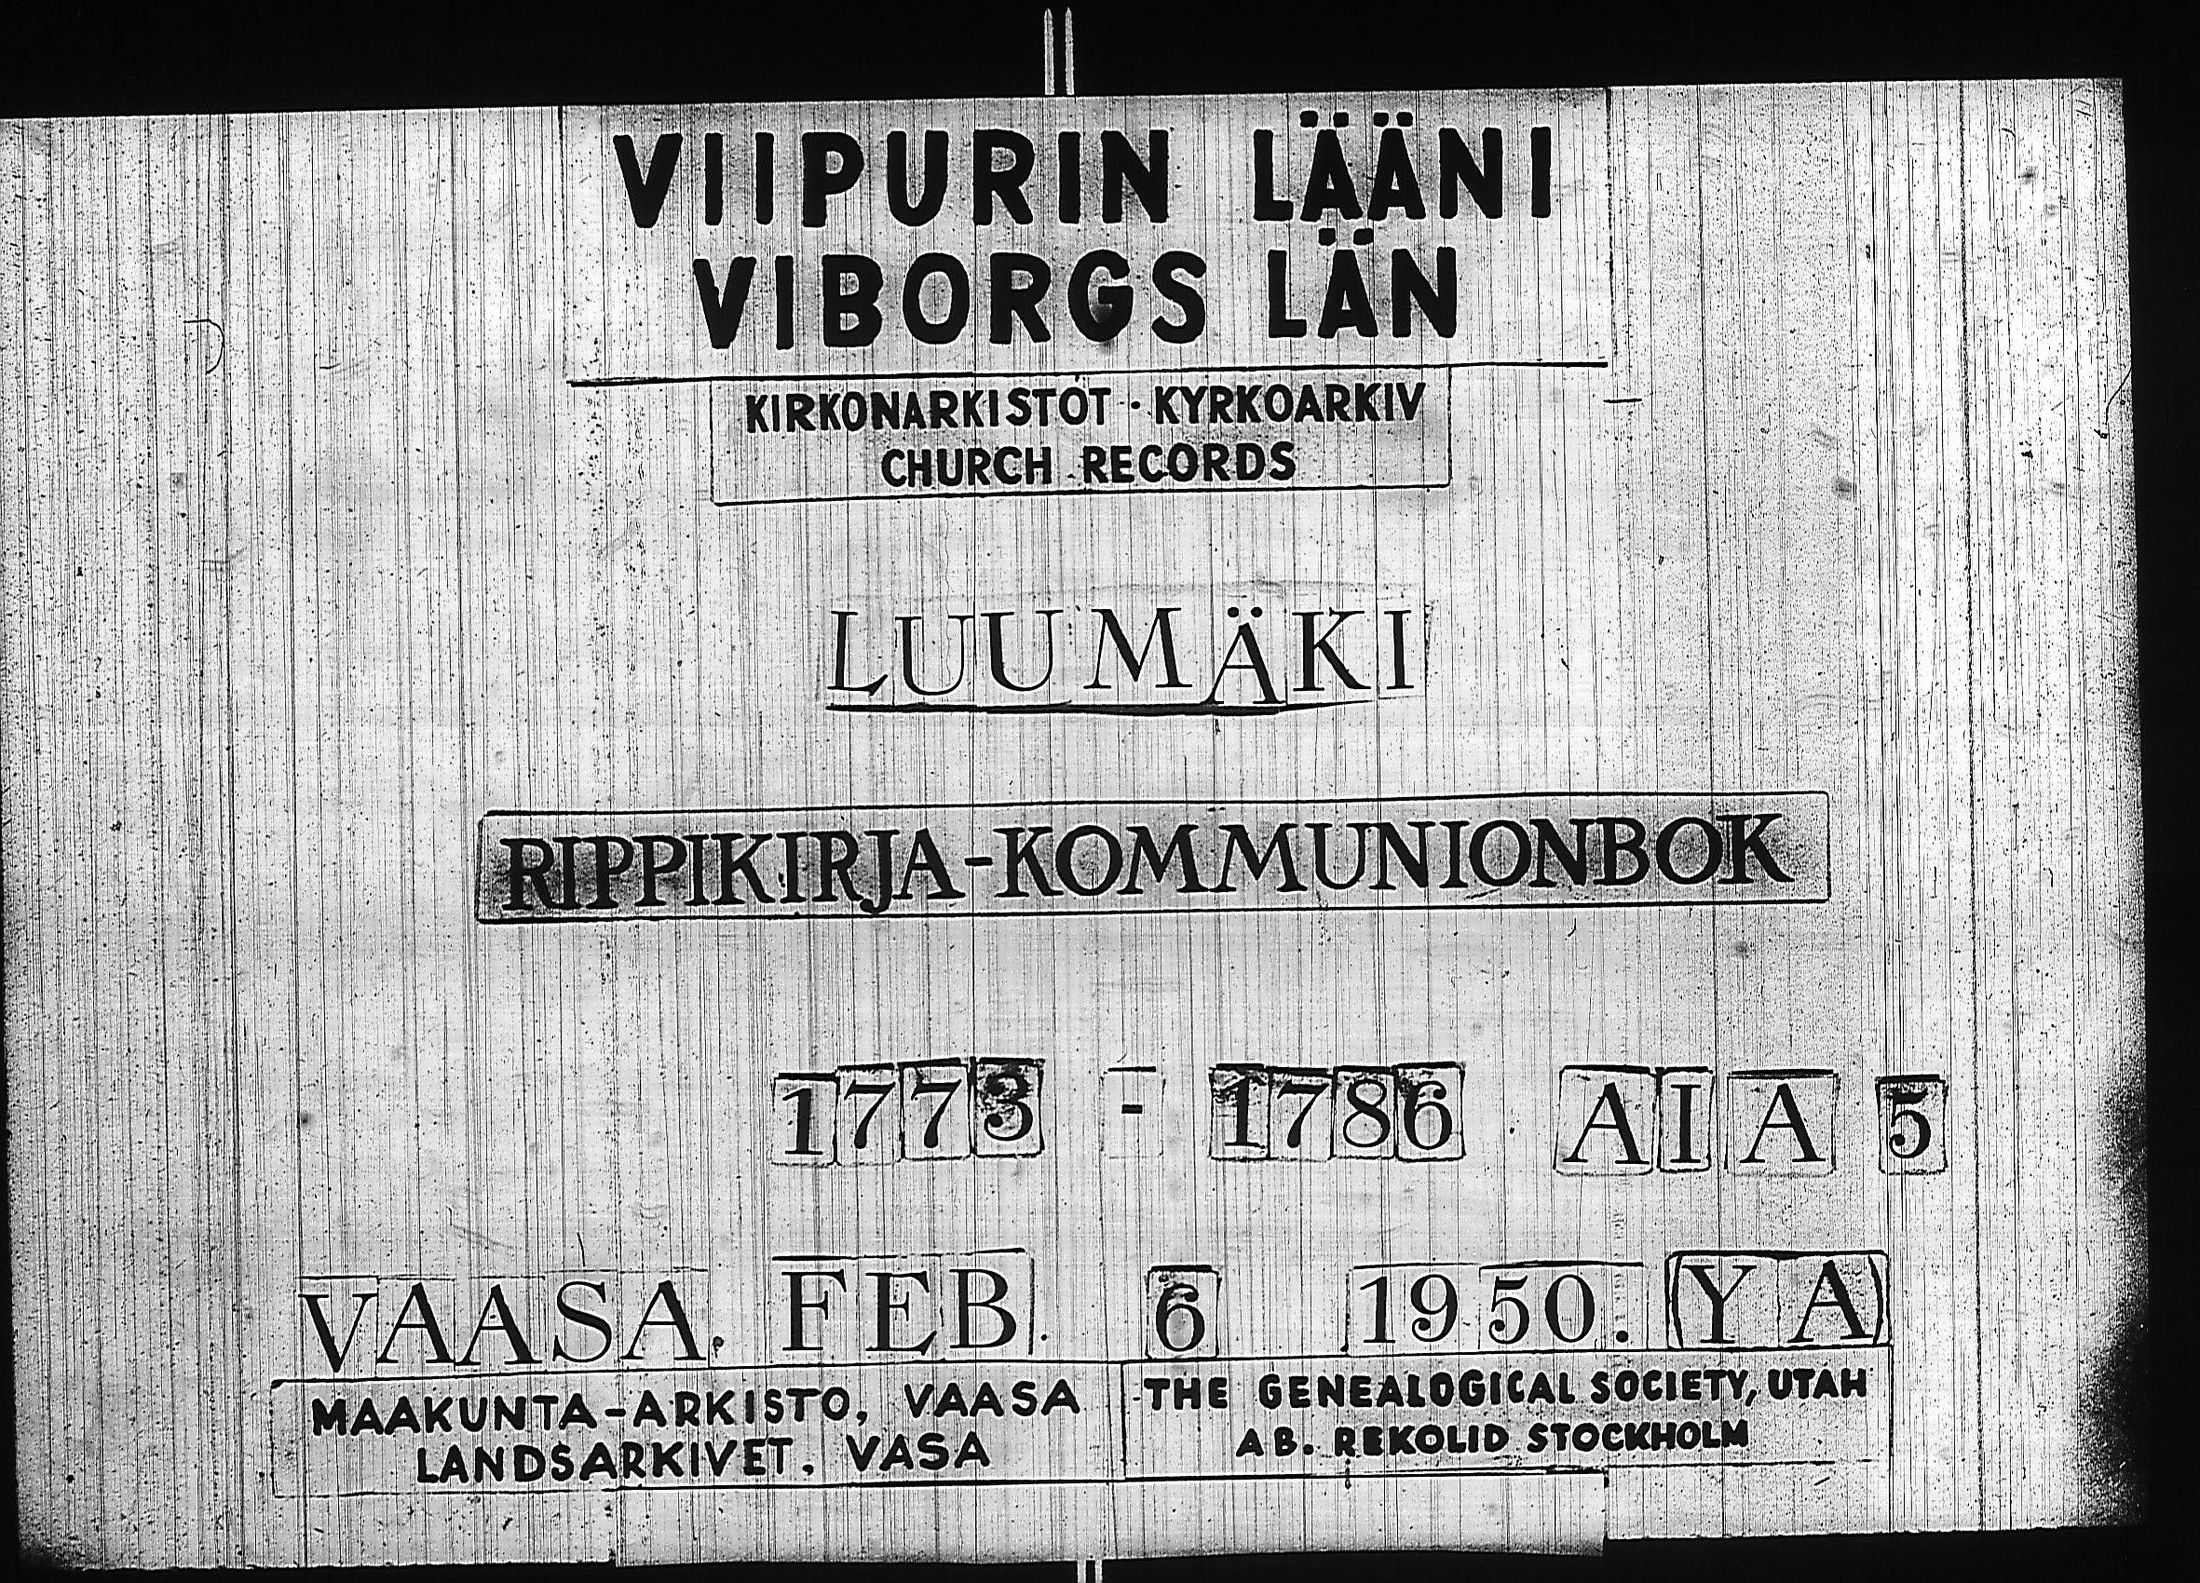 VIIPURIN LÄÄNI
VIBORGS LÄN
KIRKONARKISTOT · KYRKOARKIV
CHURCH RECORDS
LUUMÄKI
RIPPIKIRJA-KOMMUNIONBOK
1773 - 1786 AIA 5
VAASA. FEB. 6 1950. (YA)
MAAKUNTA-ARKISTO, VAASA
LANDSARKIVET, VASA
THE GENEALOGICAL SOCIETY, UTAH
AB. REKOLID STOCKHOLM